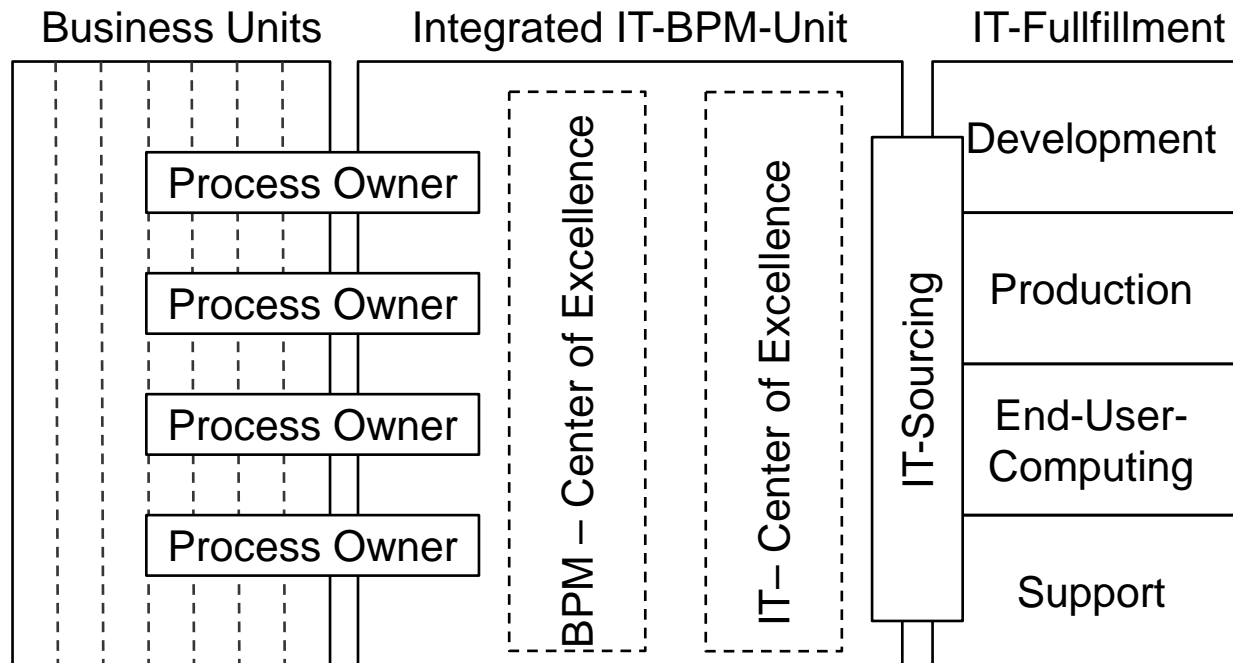 Business Units
Integrated IT-BPM-Unit
IT-Fullfillment
Process Owner
Process Owner
Process Owner
Process Owner
BPM – Center of Excellence
IT– Center of Excellence
IT-Sourcing
Development
Production
End-User-
Computing
Support